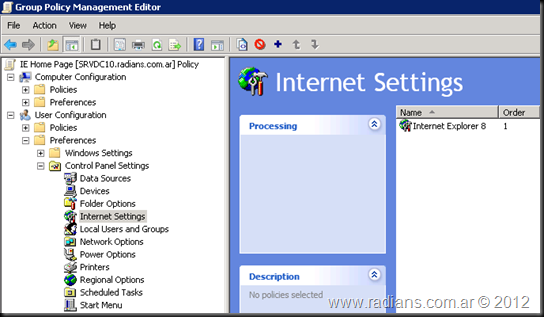 Group Policy Management Editor
File Action View Help
IE Home Page [SRVDC10.radians.com.ar] Policy
Computer Configuration
Policies
Preferences
User Configuration
Policies
Preferences
Windows Settings
Control Panel Settings
Data Sources
Devices
Folder Options
Internet Settings
Local Users and Groups
Network Options
Power Options
Printers
Regional Options
Scheduled Tasks
Start Menu
Internet Settings
Processing
Description
No policies selected
Name Order
Internet Explorer 8 1
www.radians.com.ar © 2012